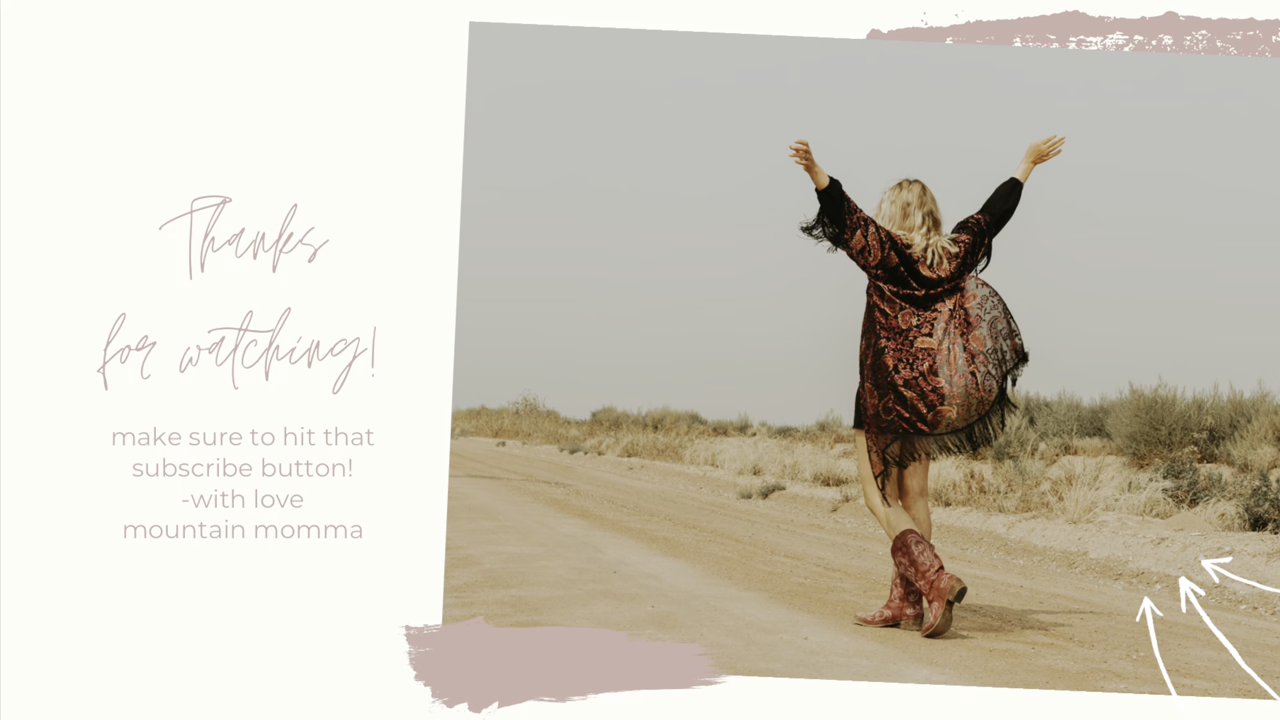 Thanks
for watching!
make sure to hit that
subscribe button!
-with love
mountain momma